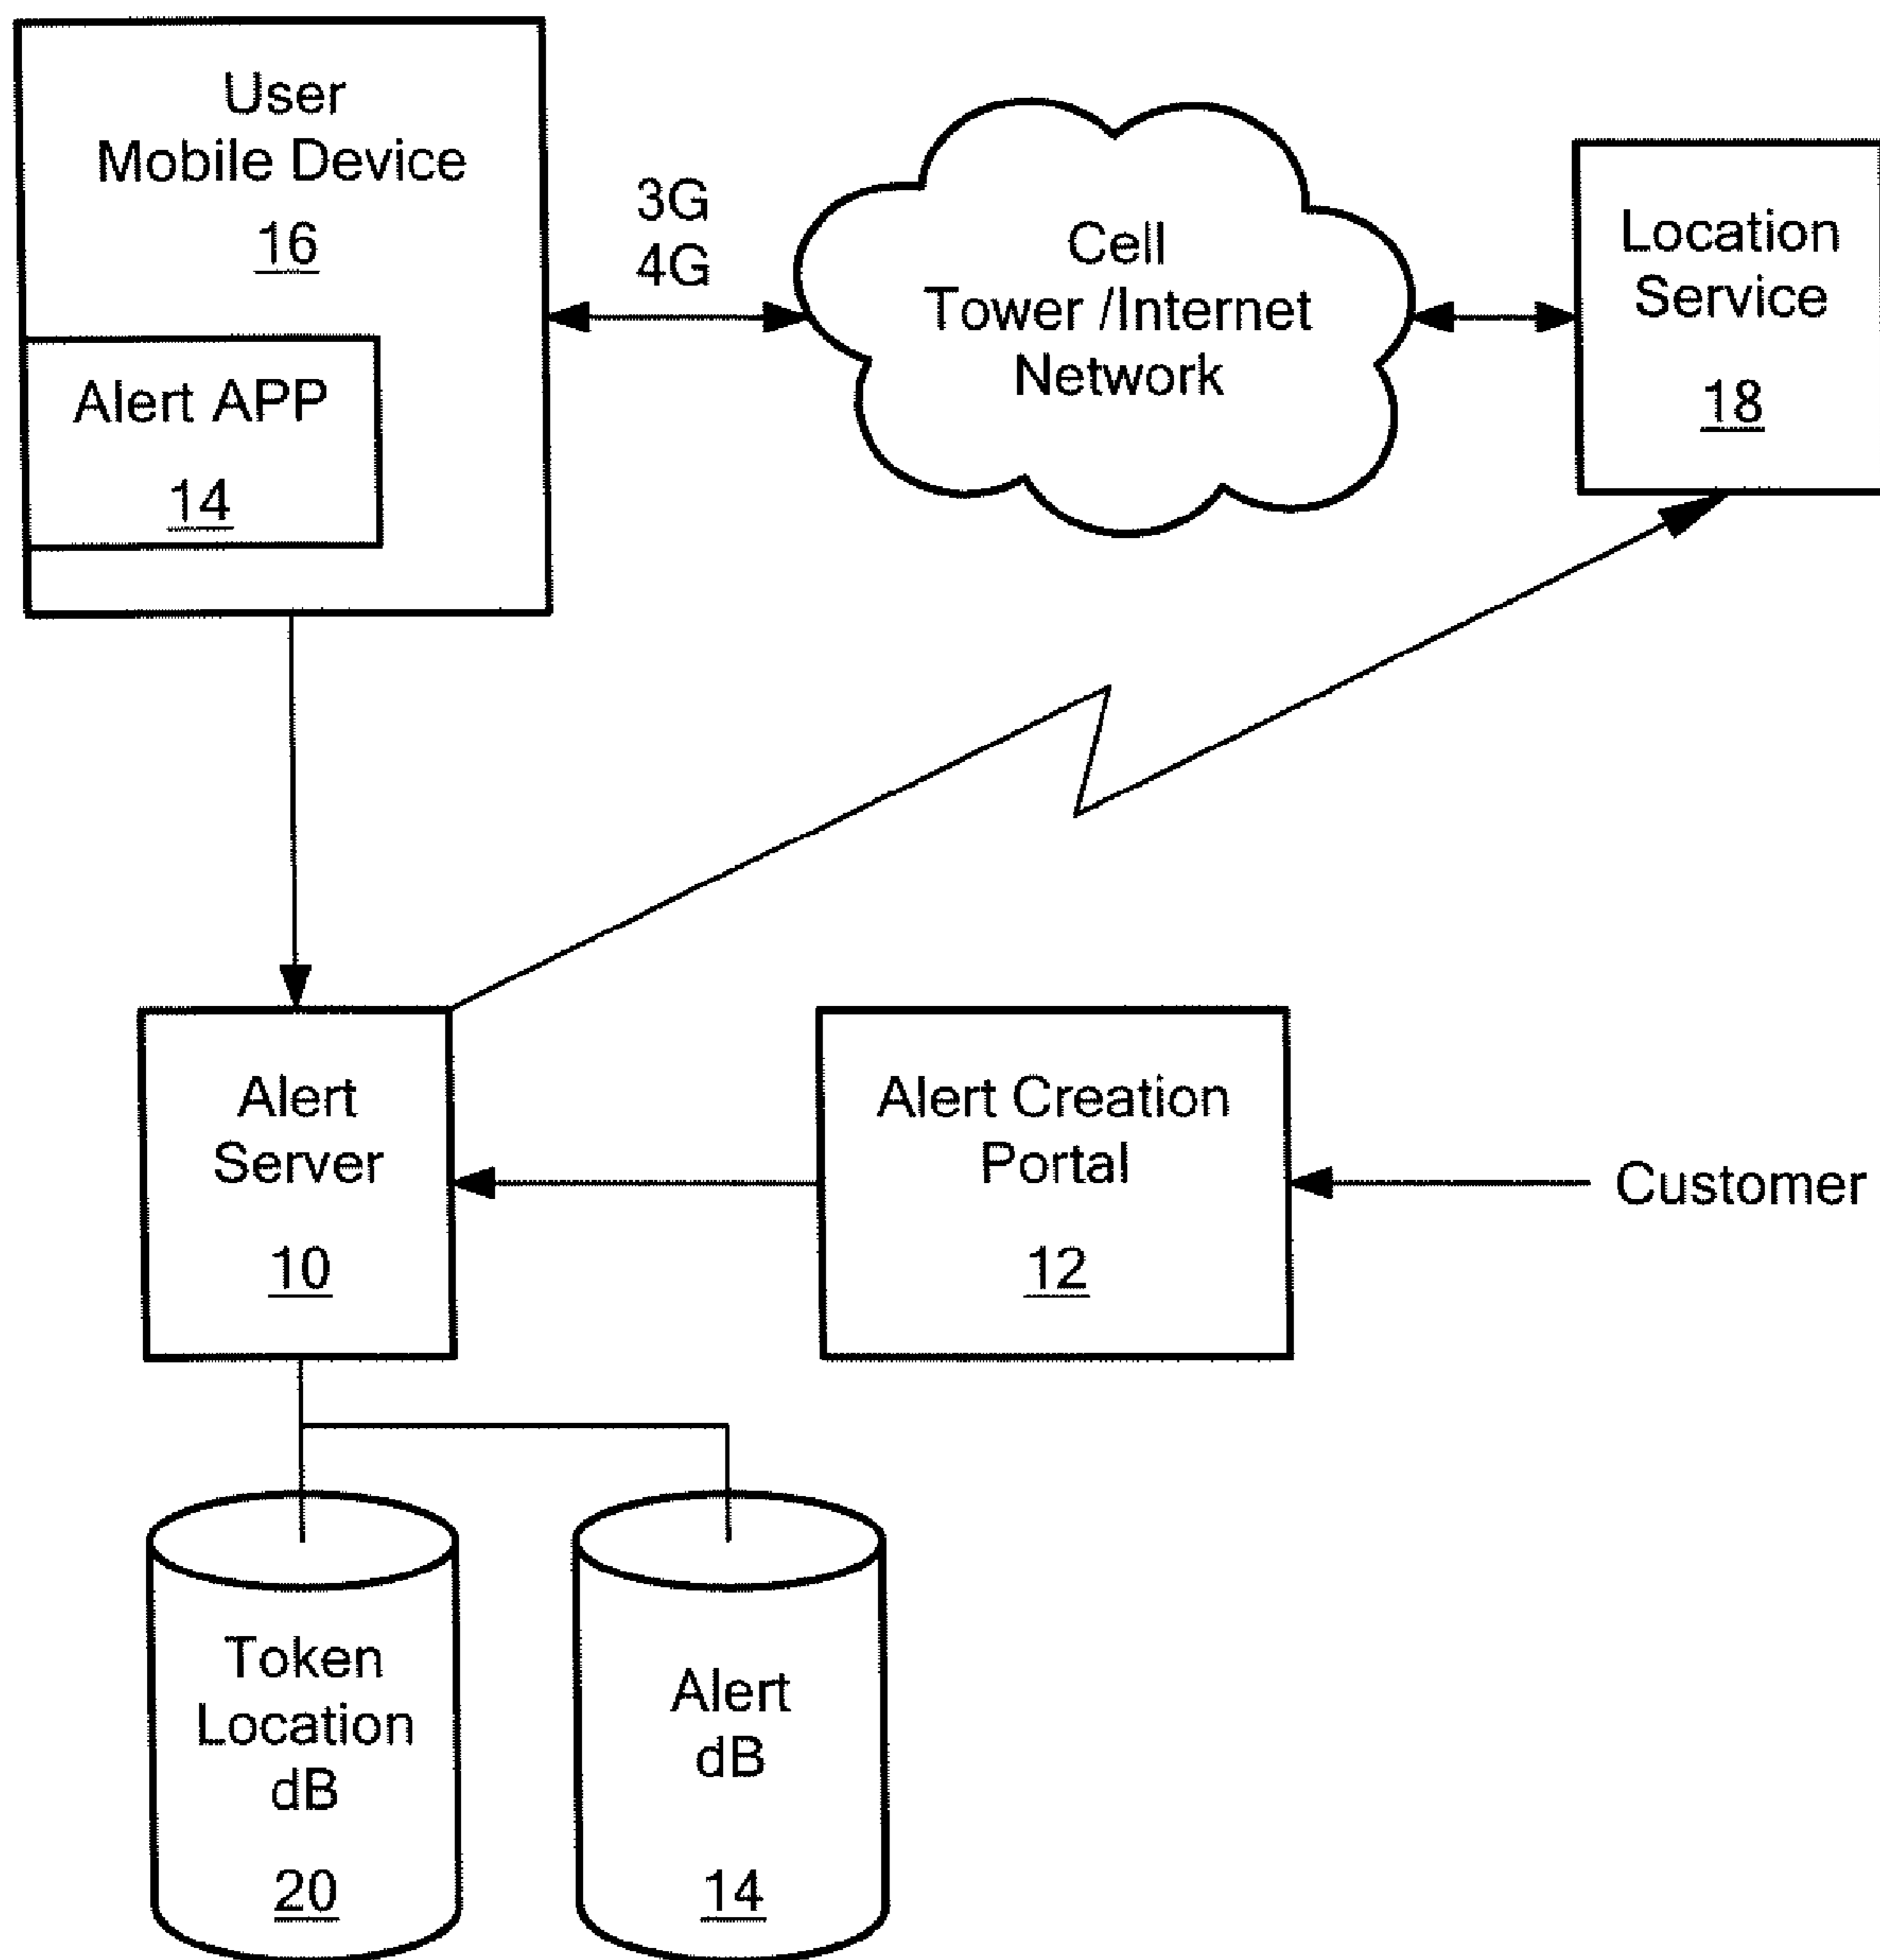 User
Mobile Device
16
Alert APP
14
3G
4G
Cell
Tower /Internet
Network
Location
Service
18
Alert
Server
10
Alert Creation
Portal
12
Customer
Token
Location
dB
20
Alert
dB
14